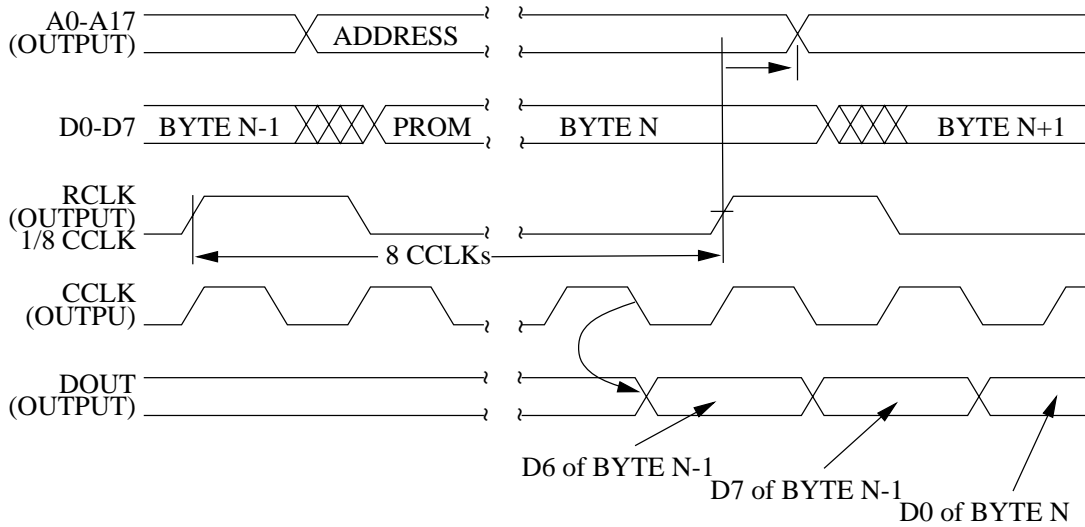 A0-A17
(OUTPUT)
ADDRESS
D0-D7
BYTE N-1
PROM
BYTE N
BYTE N+1
RCLK
(OUTPUT)
1/8 CCLK
8 CCLKs
CCLK
(OUTPU)
DOUT
(OUTPUT)
D6 of BYTE N-1
D7 of BYTE N-1
D0 of BYTE N